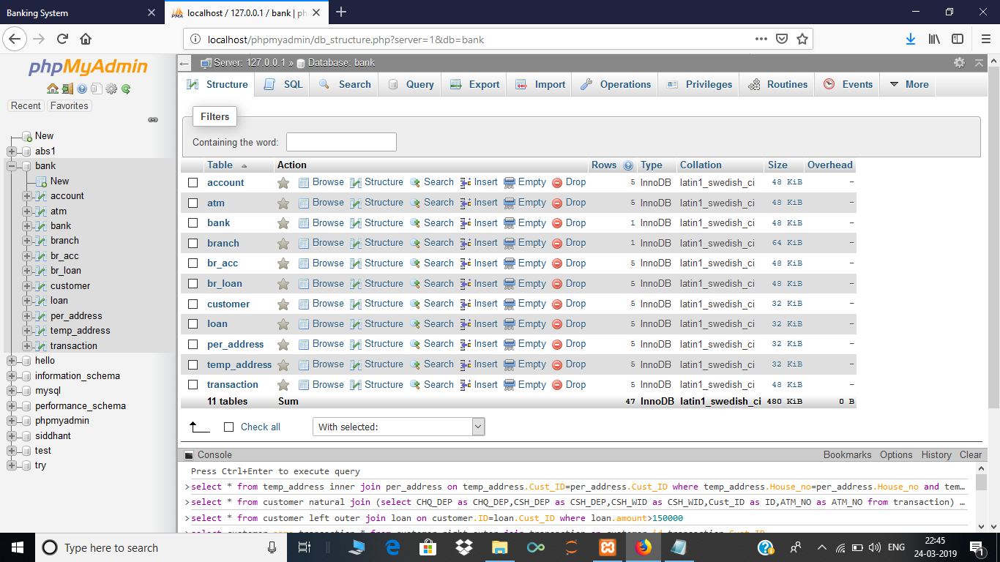 Banking System
localhost / 127.0.0.1 / bank | ph
localhost/phpmyadmin/db_structure.php?server=1&db=bank
phpMyAdmin
Recent Favorites
New
abs1
bank
New
account
atm
bank
branch
br_acc
br_loan
customer
loan
per_address
temp_address
transaction
hello
information_schema
mysql
performance_schema
phpmyadmin
siddhant
test
try
Server: 127.0.0.1 » Database: bank
Structure SQL Search Query Export Import Operations Privileges Routines Events More
Filters
Containing the word:
Table Action Rows Type Collation Size Overhead
account Browse Structure Search Insert Empty Drop 5 InnoDB latin1_swedish_ci 48 KiB -
atm Browse Structure Search Insert Empty Drop 5 InnoDB latin1_swedish_ci 48 KiB -
bank Browse Structure Search Insert Empty Drop 1 InnoDB latin1_swedish_ci 48 KiB -
branch Browse Structure Search Insert Empty Drop 1 InnoDB latin1_swedish_ci 64 KiB -
br_acc Browse Structure Search Insert Empty Drop 5 InnoDB latin1_swedish_ci 48 KiB -
br_loan Browse Structure Search Insert Empty Drop 5 InnoDB latin1_swedish_ci 48 KiB -
customer Browse Structure Search Insert Empty Drop 5 InnoDB latin1_swedish_ci 32 KiB -
loan Browse Structure Search Insert Empty Drop 5 InnoDB latin1_swedish_ci 32 KiB -
per_address Browse Structure Search Insert Empty Drop 5 InnoDB latin1_swedish_ci 32 KiB -
temp_address Browse Structure Search Insert Empty Drop 5 InnoDB latin1_swedish_ci 32 KiB -
transaction Browse Structure Search Insert Empty Drop 5 InnoDB latin1_swedish_ci 48 KiB -
11 tables Sum 47 InnoDB latin1_swedish_ci 480 KiB 0 B
Check all With selected:
Console Bookmarks Options History Clear
Press Ctrl+Enter to execute query
>select * from temp_address inner join per_address on temp_address.Cust_ID=per_address.Cust_ID where temp_address.House_no=per_address.House_no and tem…
>select * from customer natural join (select CHQ_DEP as CHQ_DEP,CSH_DEP as CSH_DEP,CSH_WID as CSH_WID,Cust_ID as ID,ATM_NO as ATM_NO from transaction) …
>select * from customer left outer join loan on customer.ID=loan.Cust_ID where loan.amount>150000
Type here to search
ENG
22:45
24-03-2019
1